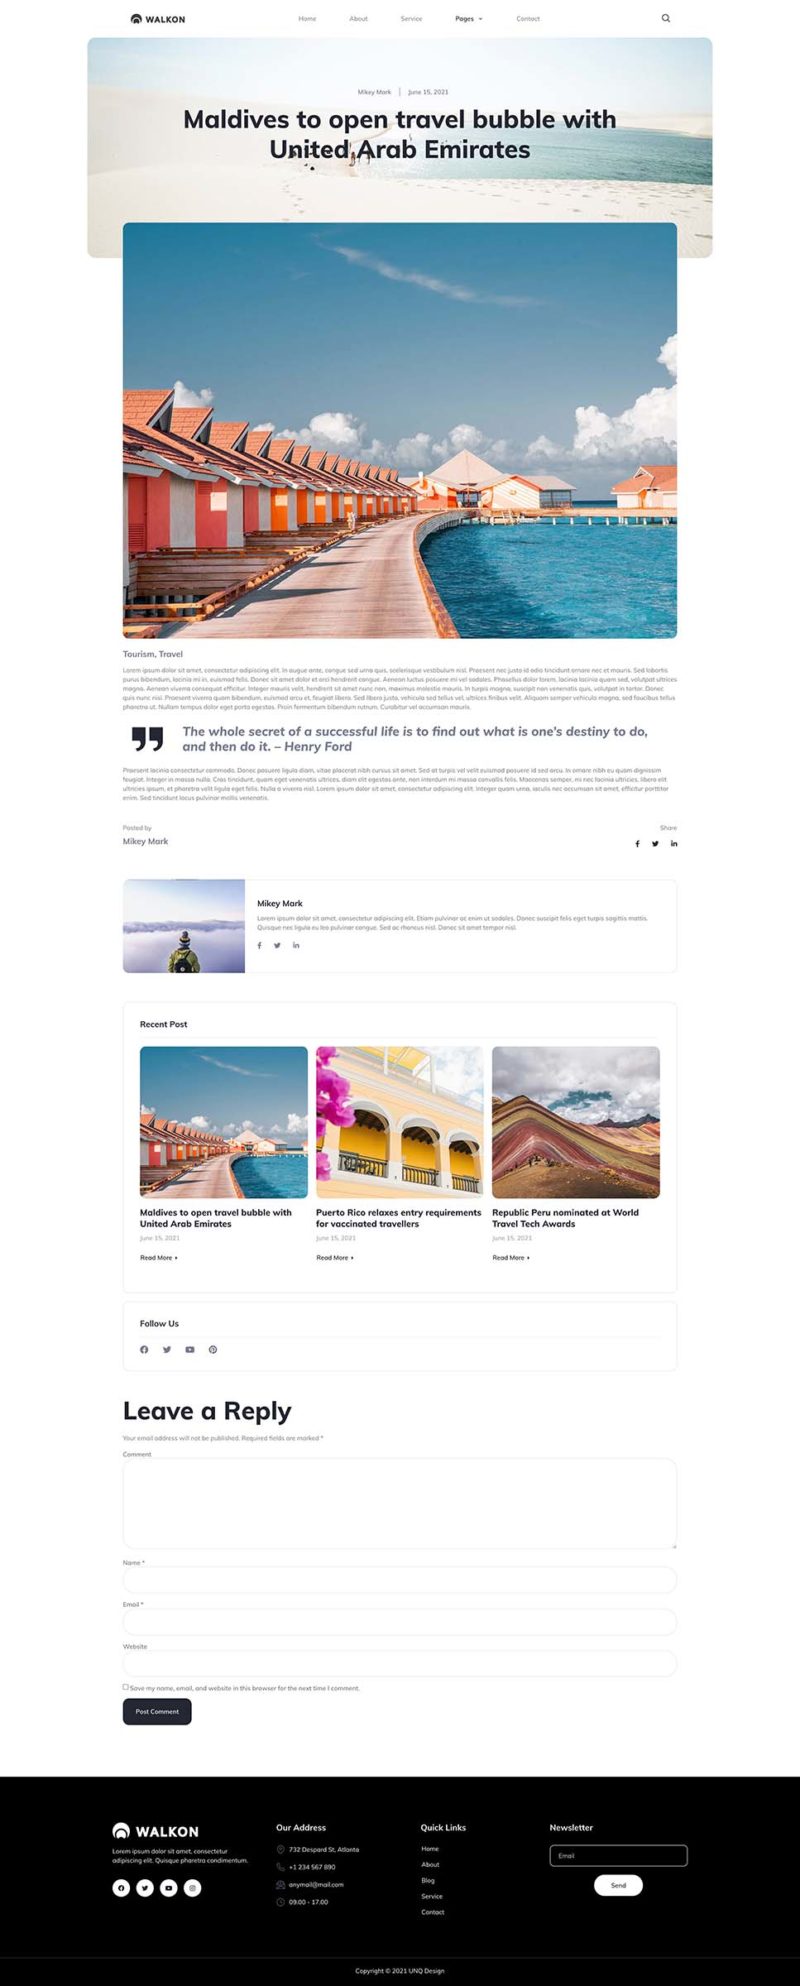 WALKON
Home
About
Service
Pages
Contact
Mikey Mark
June 15, 2021
Maldives to open travel bubble with
United Arab Emirates
Tourism, Travel
Lorem ipsum dolor sit amet, consectetur adipiscing elit. In augue ante, congue sed urna quis, scelerisque vestibulum nisl. Praesent nec justo id odio tincidunt ornare nec et mauris. Sed lobortis
purus bibendum, lacinia mi in, euismod felis. Donec sit amet dolor et orci hendrerit congue. Aenean luctus posuere mi vel sodales. Phasellus dolor lorem, lacinia lacinia quam sed, volutpat ultrices
magna. Aenean viverra consequat efficitur. Integer mauris velit, hendrerit sit amet nunc non, maximus molestie mauris. In turpis magna, suscipit non venenatis quis, volutpat in tortor. Donec
quis nunc nisi. Praesent viverra quam bibendum, euismod arcu et, feugiat libero. Sed libero justo, vehicula sed tellus vel, ultrices finibus velit. Aliquam semper vehicula magna, sed faucibus tellus
pharetra ut. Nullam tempus dolor eget porta egestas. Proin fermentum bibendum rutrum. Curabitur vel accumsan mauris.
The whole secret of a successful life is to find out what is one's destiny to do,
and then do it. – Henry Ford
Praesent lacinia consectetur commodo. Donec posuere ligula diam, vitae placerat nibh cursus sit amet. Sed at turpis vel velit euismod posuere id sed arcu. In ornare nibh eu quam dignissim
feugiat. Integer in massa nulla. Cras tincidunt, quam eget venenatis ultrices, diam elit egestas ante, non interdum mi massa convallis felis. Maecenas semper, mi nec lacinia ultricies, libero elit
ultricies ipsum, et pharetra velit ligula eget felis. Nulla a viverra nisl. Lorem ipsum dolor sit amet, consectetur adipiscing elit. Integer quam urna, iaculis nec accumsan sit amet, efficitur porttitor
enim. Sed tincidunt lacus pulvinar mollis venenatis.
Posted by
Share
Mikey Mark
Mikey Mark
Lorem ipsum dolor sit amet, consectetur adipiscing elit. Etiam pulvinar ac enim ut sodales. Donec suscipit felis eget turpis sagittis mattis.
Quisque nec ligula eu leo pulvinar congue. Sed ac rhoncus nisl. Donec sit amet tempor nisl.
Recent Post
Maldives to open travel bubble with
United Arab Emirates
June 15, 2021
Read More
Puerto Rico relaxes entry requirements
for vaccinated travellers
June 15, 2021
Read More
Republic Peru nominated at World
Travel Tech Awards
June 15, 2021
Read More
Follow Us
Leave a Reply
Your email address will not be published. Required fields are marked *
Comment
Name *
Email *
Website
Save my name, email, and website in this browser for the next time I comment.
Post Comment
WALKON
Lorem ipsum dolor sit amet, consectetur
adipiscing elit. Quisque pharetra condimentum.
Our Address
732 Despard St, Atlanta
+1 234 567 890
anymail@mail.com
09.00 - 17.00
Quick Links
Home
About
Blog
Service
Contact
Newsletter
Email
Send
Copyright © 2021 UNQ Design